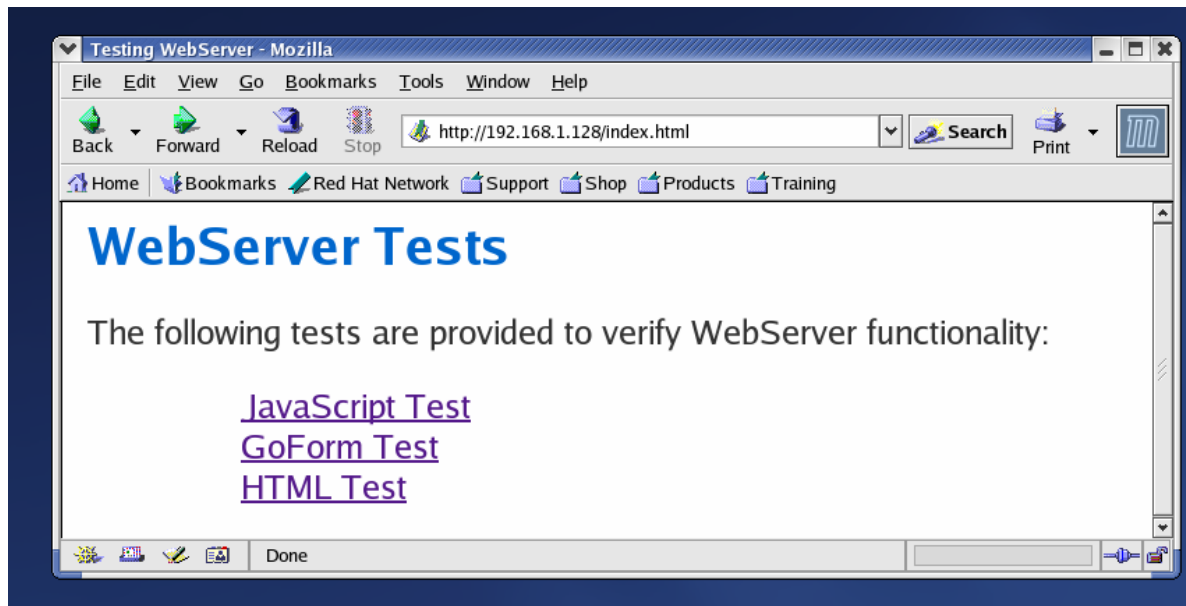 Testing WebServer - Mozilla
File Edit View Go Bookmarks Tools Window Help
Back Forward Reload Stop http://192.168.1.128/index.html Search Print
Home Bookmarks Red Hat Network Support Shop Products Training
WebServer Tests
The following tests are provided to verify WebServer functionality:
JavaScript Test
GoForm Test
HTML Test
Done